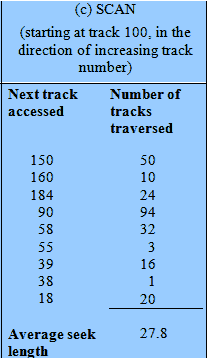 (c) SCAN
(starting at track 100, in the
direction of increasing track
number)
Next track Number of
accessed tracks
traversed
150 50
160 10
184 24
90 94
58 32
55 3
39 16
38 1
18 20
Average seek 27.8
length